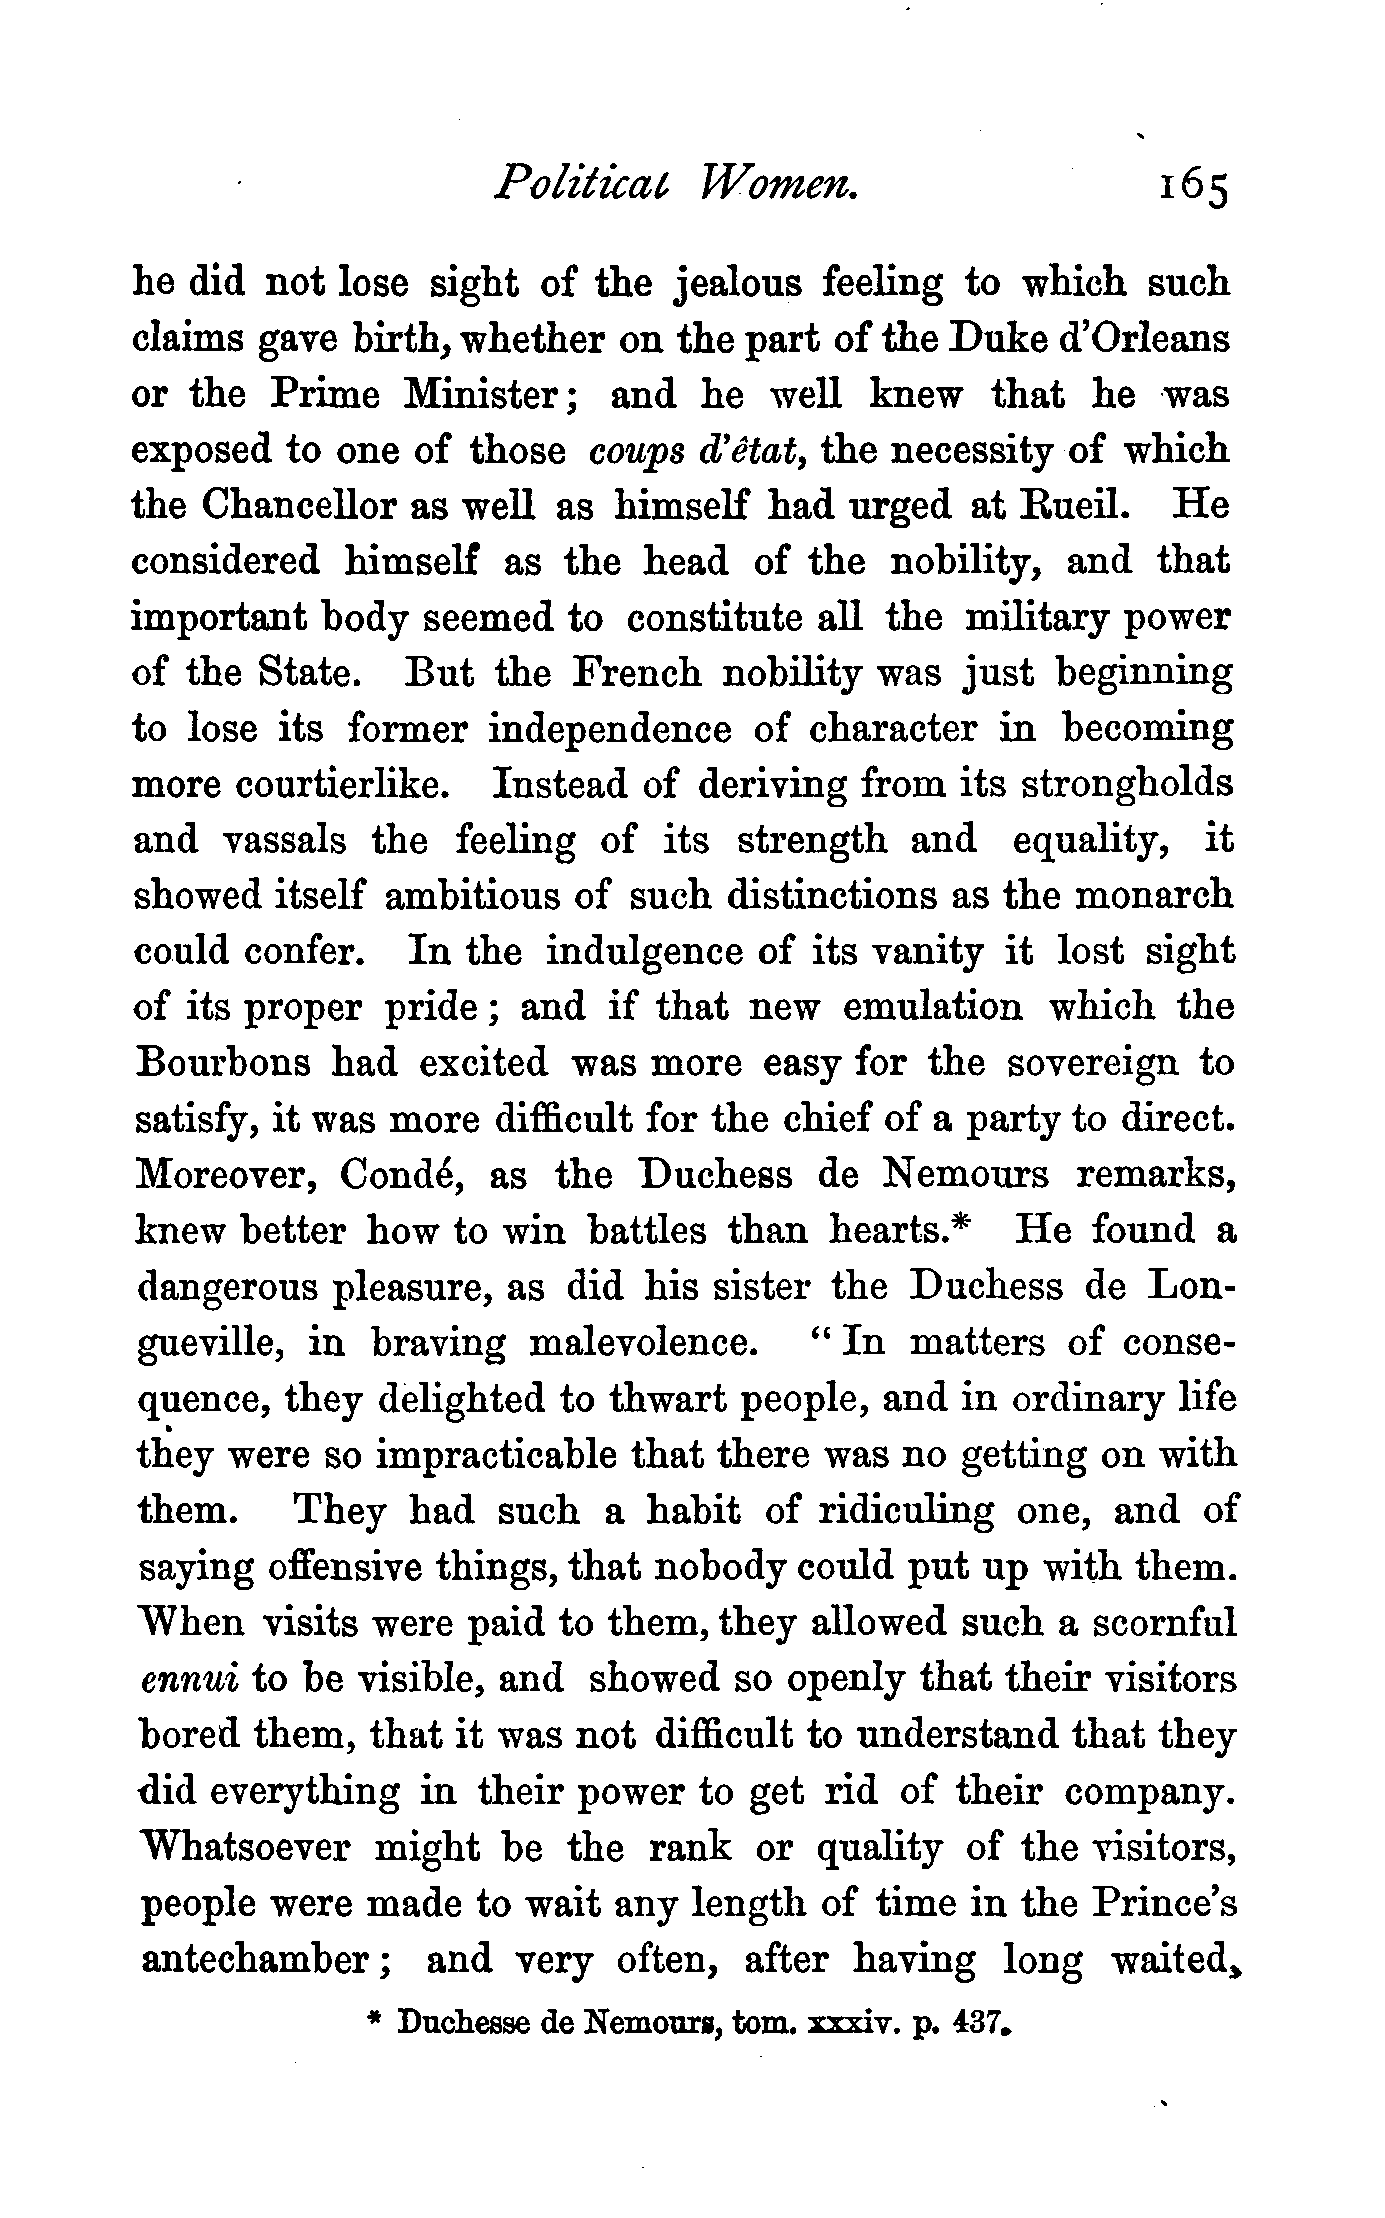 Political Women. 165
he did not lose sight of the jealous feeling to which such
claims gave birth, whether on the part of the Duke d'Orleans
or the Prime Minister; and he well knew that he was
exposed to one of those coups d'êtat, the necessity of which
the Chancellor as well as himself had urged at Rueil. He
considered himself as the head of the nobility, and that
important body seemed to constitute all the military power
of the State. But the French nobility was just beginning
to lose its former independence of character in becoming
more courtierlike. Instead of deriving from its strongholds
and vassals the feeling of its strength and equality, it
showed itself ambitious of such distinctions as the monarch
could confer. In the indulgence of its vanity it lost sight
of its proper pride; and if that new emulation which the
Bourbons had excited was more easy for the sovereign to
satisfy, it was more difficult for the chief of a party to direct.
Moreover, Condé, as the Duchess de Nemours remarks,
knew better how to win battles than hearts.* He found a
dangerous pleasure, as did his sister the Duchess de Lon-
gueville, in braving malevolence. "In matters of conse-
quence, they delighted to thwart people, and in ordinary life
they were so impracticable that there was no getting on with
them. They had such a habit of ridiculing one, and of
saying offensive things, that nobody could put up with them.
When visits were paid to them, they allowed such a scornful
ennui to be visible, and showed so openly that their visitors
bored them, that it was not difficult to understand that they
did everything in their power to get rid of their company.
Whatsoever might be the rank or quality of the visitors,
people were made to wait any length of time in the Prince's
antechamber; and very often, after having long waited,
* Duchesse de Nemours, tom. xxxiv. p. 437.